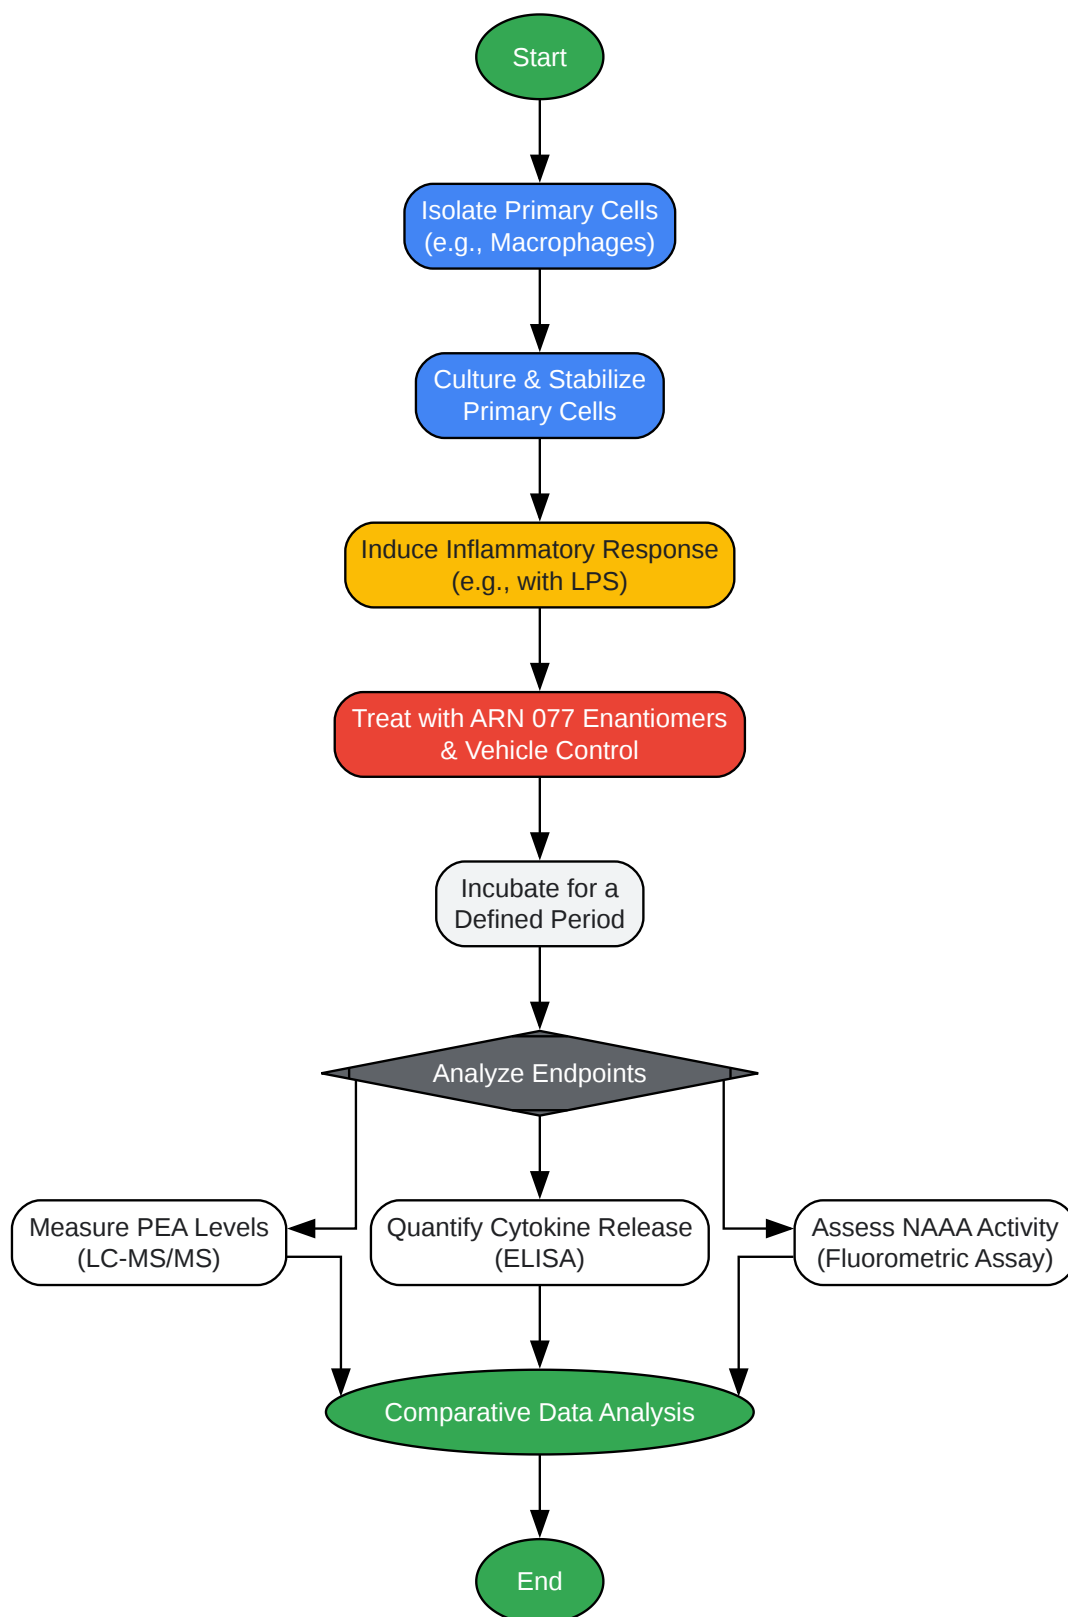 Start
Isolate Primary Cells
(e.g., Macrophages)
Culture & Stabilize
Primary Cells
Induce Inflammatory Response
(e.g., with LPS)
Treat with ARN 077 Enantiomers
& Vehicle Control
Incubate for a
Defined Period
Analyze Endpoints
Measure PEA Levels
(LC-MS/MS)
Quantify Cytokine Release
(ELISA)
Assess NAAA Activity
(Fluorometric Assay)
Comparative Data Analysis
End